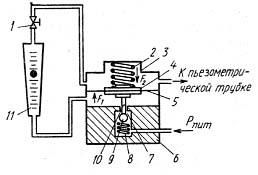 1
2
3
4
К пьезометри-
ческой трубке
F₂
F₁
5
Pпит
11
10
9
8
7
6